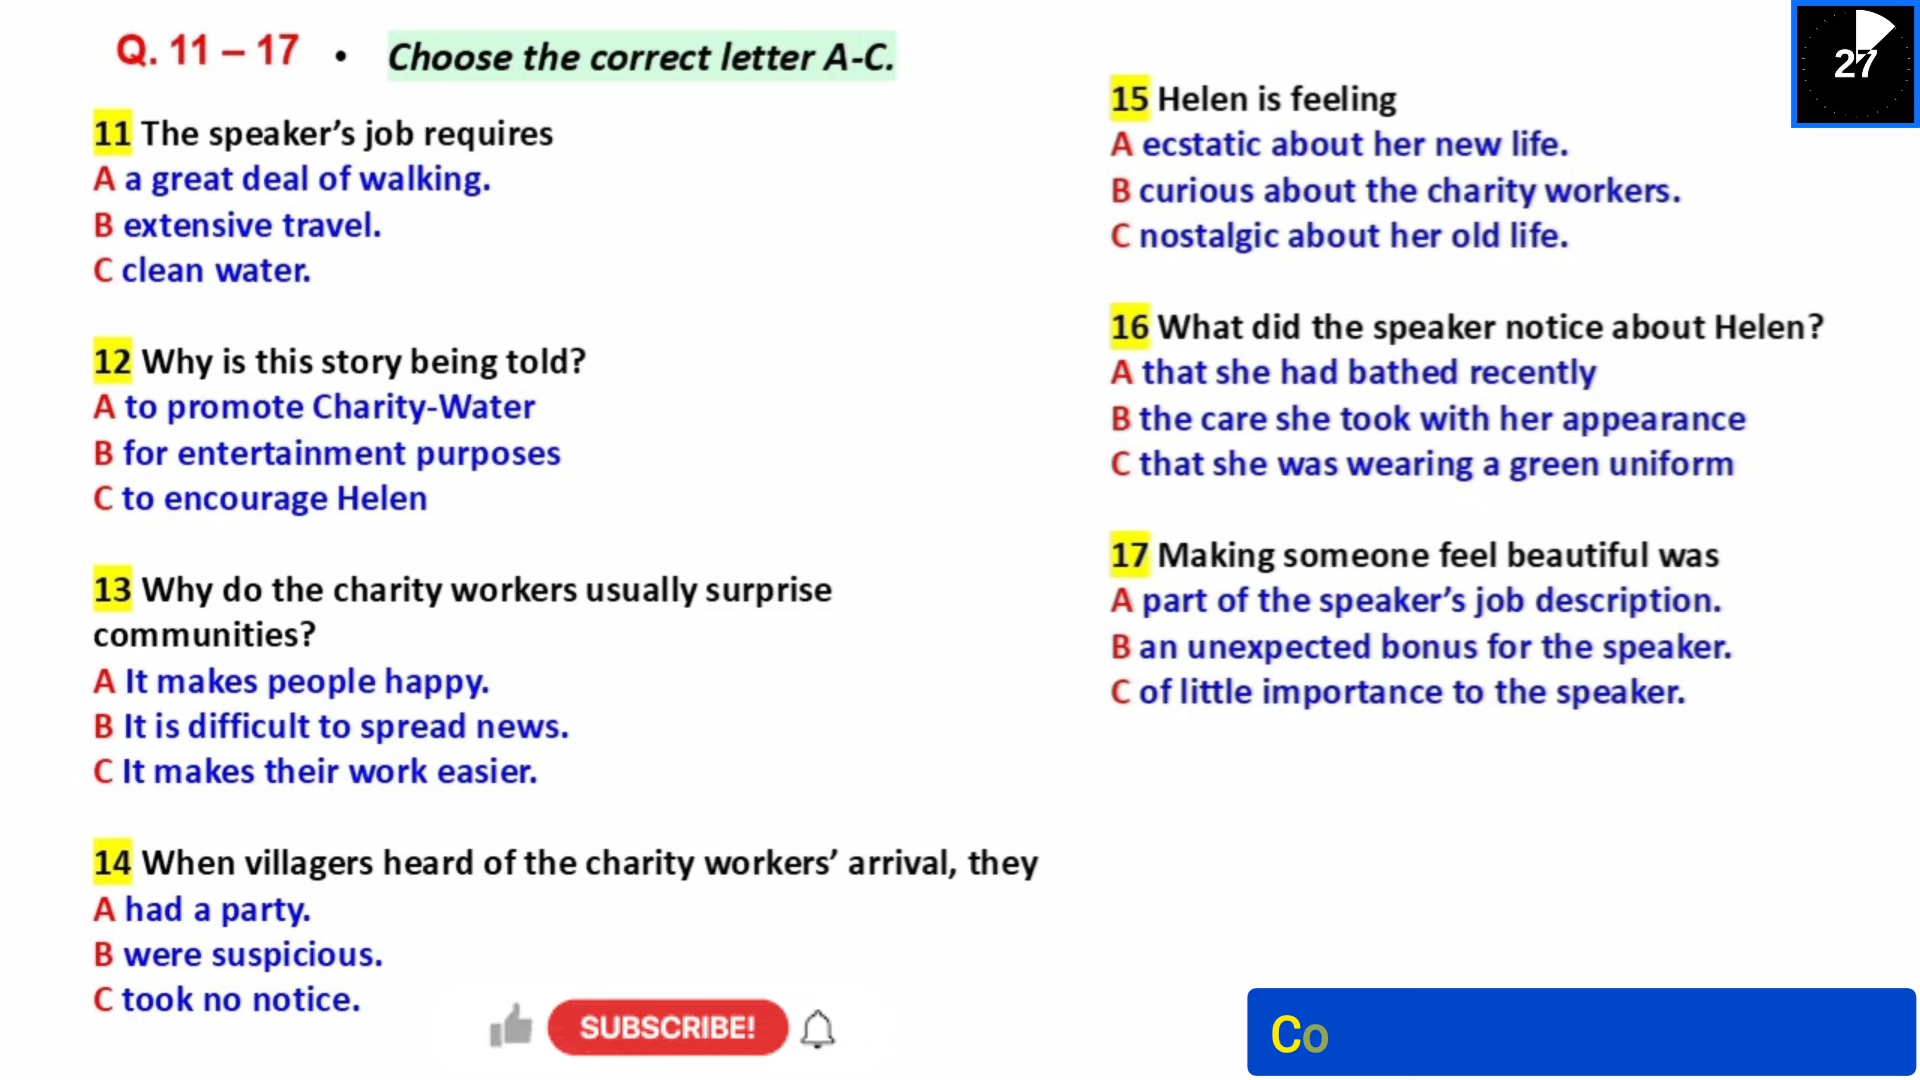 Q. 11 – 17 • Choose the correct letter A-C.
11 The speaker’s job requires
A a great deal of walking.
B extensive travel.
C clean water.
12 Why is this story being told?
A to promote Charity-Water
B for entertainment purposes
C to encourage Helen
13 Why do the charity workers usually surprise
communities?
A It makes people happy.
B It is difficult to spread news.
C It makes their work easier.
14 When villagers heard of the charity workers’ arrival, they
A had a party.
B were suspicious.
C took no notice.
15 Helen is feeling
A ecstatic about her new life.
B curious about the charity workers.
C nostalgic about her old life.
16 What did the speaker notice about Helen?
A that she had bathed recently
B the care she took with her appearance
C that she was wearing a green uniform
17 Making someone feel beautiful was
A part of the speaker’s job description.
B an unexpected bonus for the speaker.
C of little importance to the speaker.
27
SUBSCRIBE!
Co